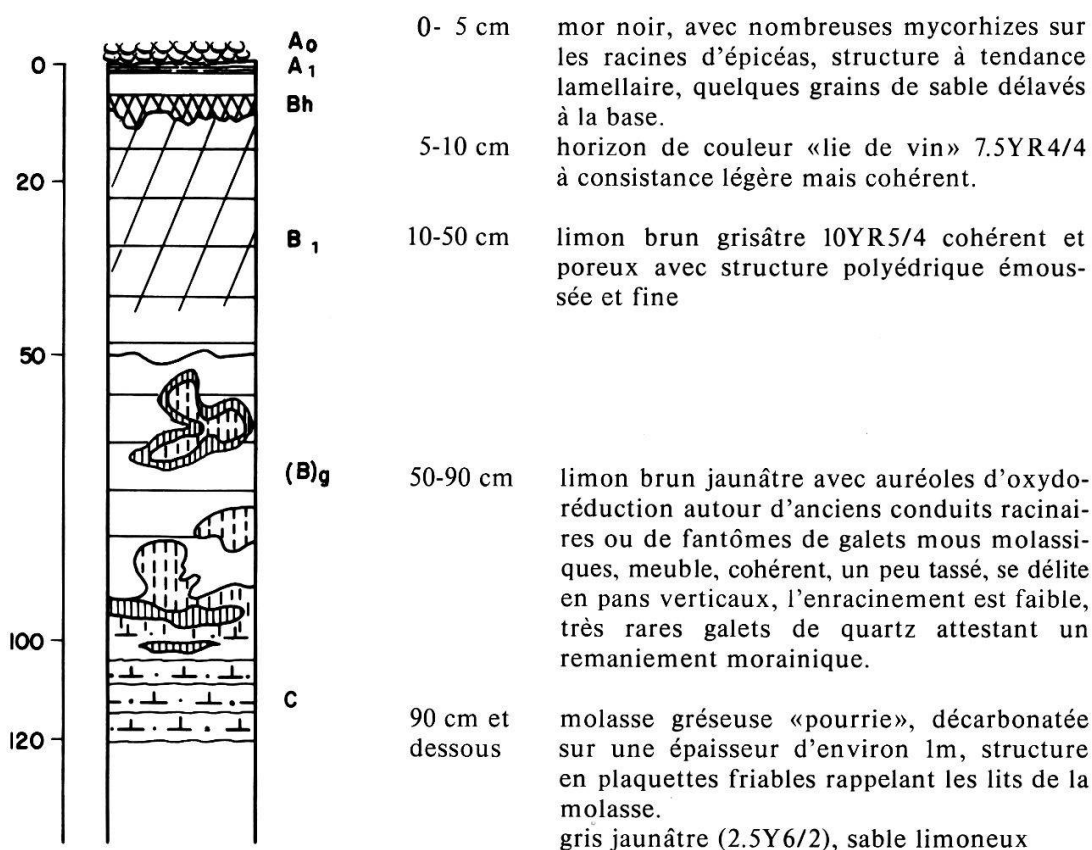 Ao
0
A1
Bh
20
B1
50
(B)g
100
C
120
0- 5 cm mor noir, avec nombreuses mycorhizes sur
les racines d'épicéas, structure à tendance
lamellaire, quelques grains de sable délavés
à la base.
5-10 cm horizon de couleur «lie de vin» 7.5YR4/4
à consistance légère mais cohérent.
10-50 cm limon brun grisâtre 10YR5/4 cohérent et
poreux avec structure polyédrique émous-
sée et fine
50-90 cm limon brun jaunâtre avec auréoles d'oxydo-
réduction autour d'anciens conduits racinai-
res ou de fantômes de galets mous molassi-
ques, meuble, cohérent, un peu tassé, se délite
en pans verticaux, l'enracinement est faible,
très rares galets de quartz attestant un
remaniement morainique.
90 cm et molasse gréseuse «pourrie», décarbonatée
dessous sur une épaisseur d'environ 1m, structure
en plaquettes friables rappelant les lits de la
molasse.
gris jaunâtre (2.5Y6/2), sable limoneux